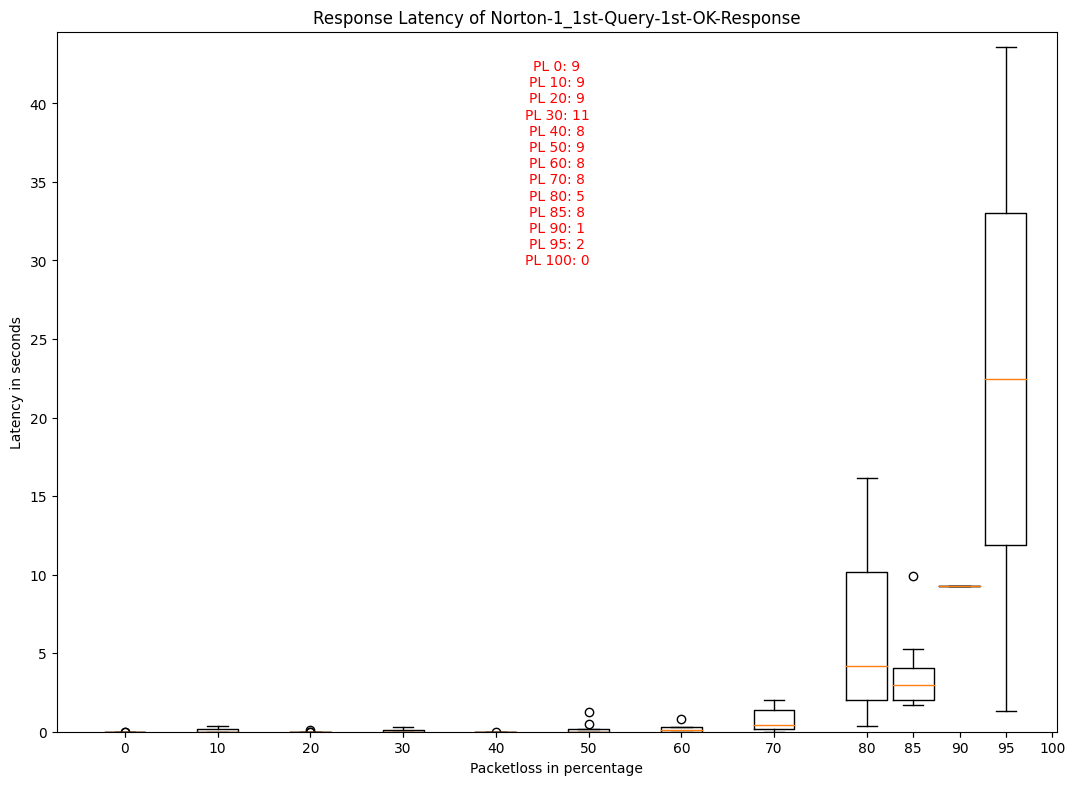 Response Latency of Norton-1_1st-Query-1st-OK-Response
PL 0: 9
PL 10: 9
PL 20: 9
PL 30: 11
PL 40: 8
PL 50: 9
PL 60: 8
PL 70: 8
PL 80: 5
PL 85: 8
PL 90: 1
PL 95: 2
PL 100: 0
Latency in seconds
40
35
30
25
20
15
10
5
0
0 10 20 30 40 50 60 70 80 85 90 95 100
Packetloss in percentage